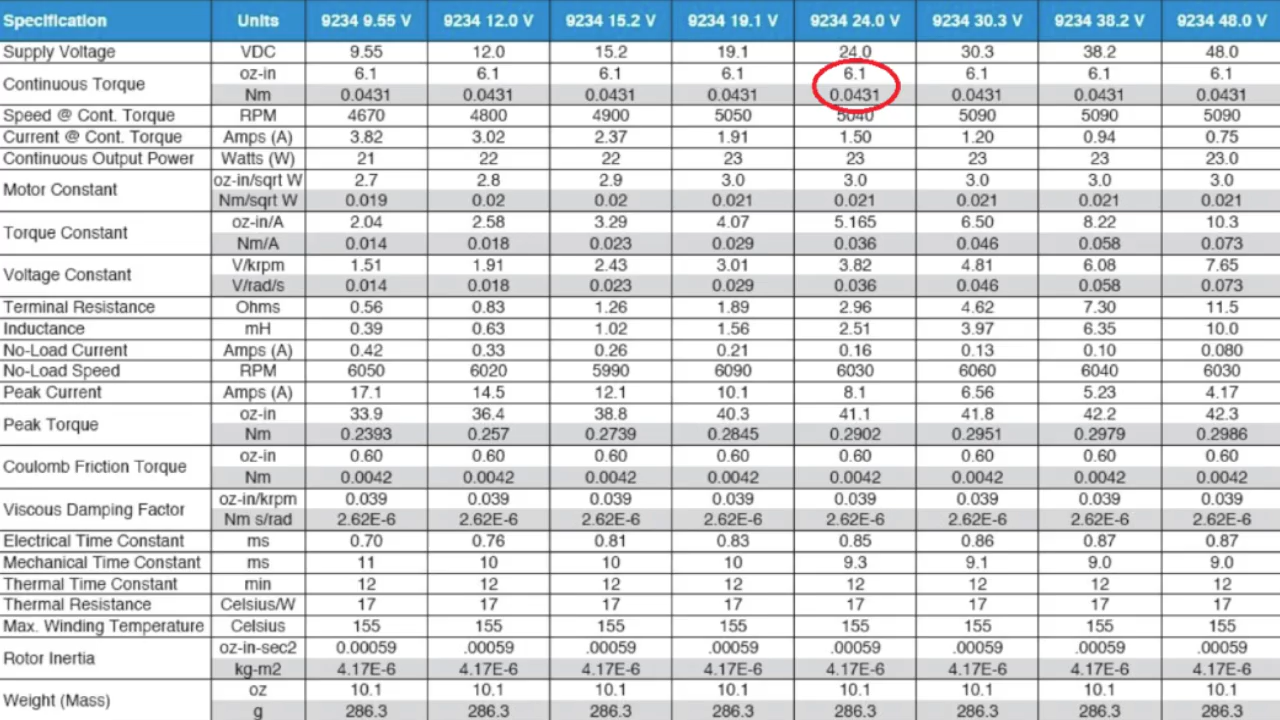 Specification Units 9234 9.55 V 9234 12.0 V 9234 15.2 V 9234 19.1 V 9234 24.0 V 9234 30.3 V 9234 38.2 V 9234 48.0 V
Supply Voltage VDC 9.55 12.0 15.2 19.1 24.0 30.3 38.2 48.0
Continuous Torque oz-in 6.1 6.1 6.1 6.1 6.1 6.1 6.1 6.1
Nm 0.0431 0.0431 0.0431 0.0431 0.0431 0.0431 0.0431 0.0431
Speed @ Cont. Torque RPM 4670 4800 4900 5050 5040 5090 5090 5090
Current @ Cont. Torque Amps (A) 3.82 3.02 2.37 1.91 1.50 1.20 0.94 0.75
Continuous Output Power Watts (W) 21 22 22 23 23 23 23 23.0
Motor Constant oz-in/sqrt W 2.7 2.8 2.9 3.0 3.0 3.0 3.0 3.0
Nm/sqrt W 0.019 0.02 0.02 0.021 0.021 0.021 0.021 0.021
Torque Constant oz-in/A 2.04 2.58 3.29 4.07 5.165 6.50 8.22 10.3
Nm/A 0.014 0.018 0.023 0.029 0.036 0.046 0.058 0.073
Voltage Constant V/krpm 1.51 1.91 2.43 3.01 3.82 4.81 6.08 7.65
V/rad/s 0.014 0.018 0.023 0.029 0.036 0.046 0.058 0.073
Terminal Resistance Ohms 0.56 0.83 1.26 1.89 2.96 4.62 7.30 11.5
Inductance mH 0.39 0.63 1.02 1.56 2.51 3.97 6.35 10.0
No-Load Current Amps (A) 0.42 0.33 0.26 0.21 0.16 0.13 0.10 0.080
No-Load Speed RPM 6050 6020 5990 6090 6030 6060 6040 6030
Peak Current Amps (A) 17.1 14.5 12.1 10.1 8.1 6.56 5.23 4.17
Peak Torque oz-in 33.9 36.4 38.8 40.3 41.1 41.8 42.2 42.3
Nm 0.2393 0.257 0.2739 0.2845 0.2902 0.2951 0.2979 0.2986
Coulomb Friction Torque oz-in 0.60 0.60 0.60 0.60 0.60 0.60 0.60 0.60
Nm 0.0042 0.0042 0.0042 0.0042 0.0042 0.0042 0.0042 0.0042
Viscous Damping Factor oz-in/krpm 0.039 0.039 0.039 0.039 0.039 0.039 0.039 0.039
Nm s/rad 2.62E-6 2.62E-6 2.62E-6 2.62E-6 2.62E-6 2.62E-6 2.62E-6 2.62E-6
Electrical Time Constant ms 0.70 0.76 0.81 0.83 0.85 0.86 0.87 0.87
Mechanical Time Constant ms 11 10 10 10 9.3 9.1 9.0 9.0
Thermal Time Constant min 12 12 12 12 12 12 12 12
Thermal Resistance Celsius/W 17 17 17 17 17 17 17 17
Max. Winding Temperature Celsius 155 155 155 155 155 155 155 155
Rotor Inertia oz-in-sec2 0.00059 .00059 .00059 .00059 .00059 .00059 .00059 .00059
kg-m2 4.17E-6 4.17E-6 4.17E-6 4.17E-6 4.17E-6 4.17E-6 4.17E-6 4.17E-6
Weight (Mass) oz 10.1 10.1 10.1 10.1 10.1 10.1 10.1 10.1
g 286.3 286.3 286.3 286.3 286.3 286.3 286.3 286.3